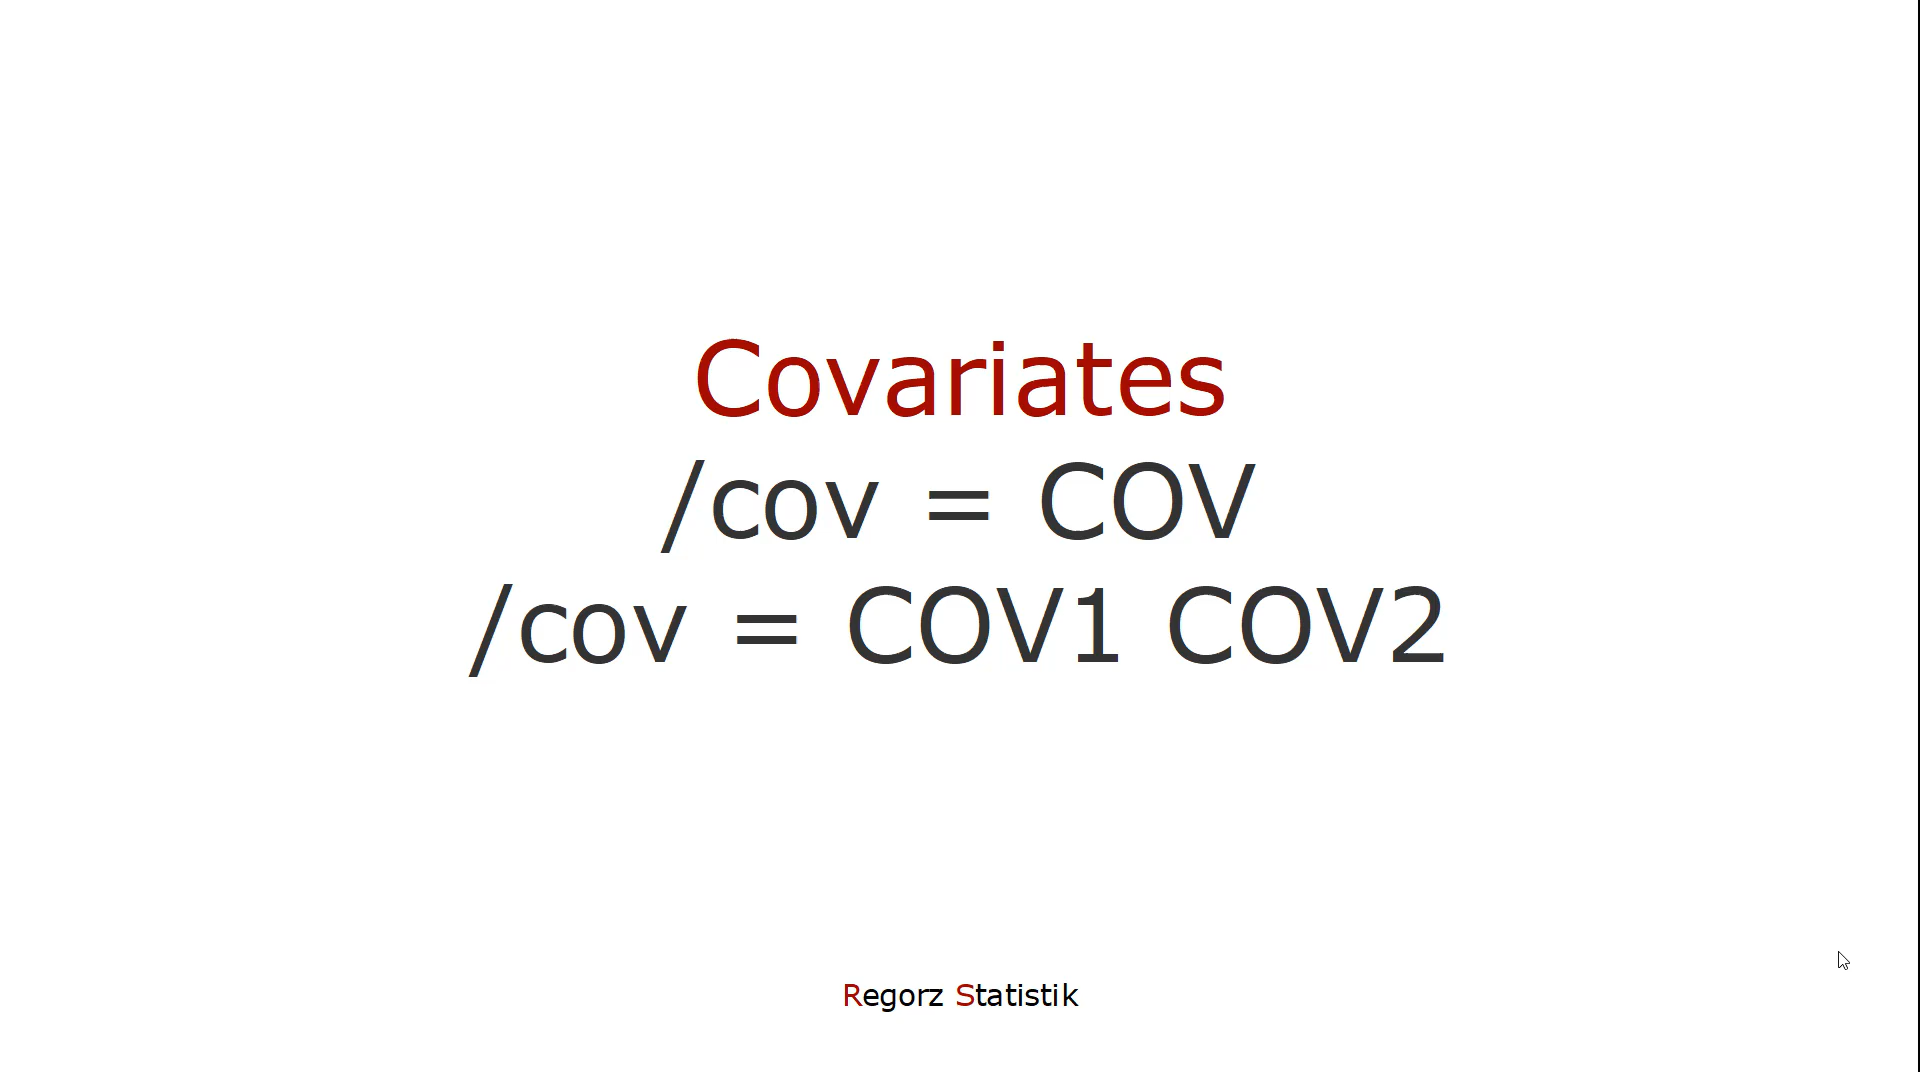 Covariates
/cov = COV
/cov = COV1 COV2
Regorz Statistik